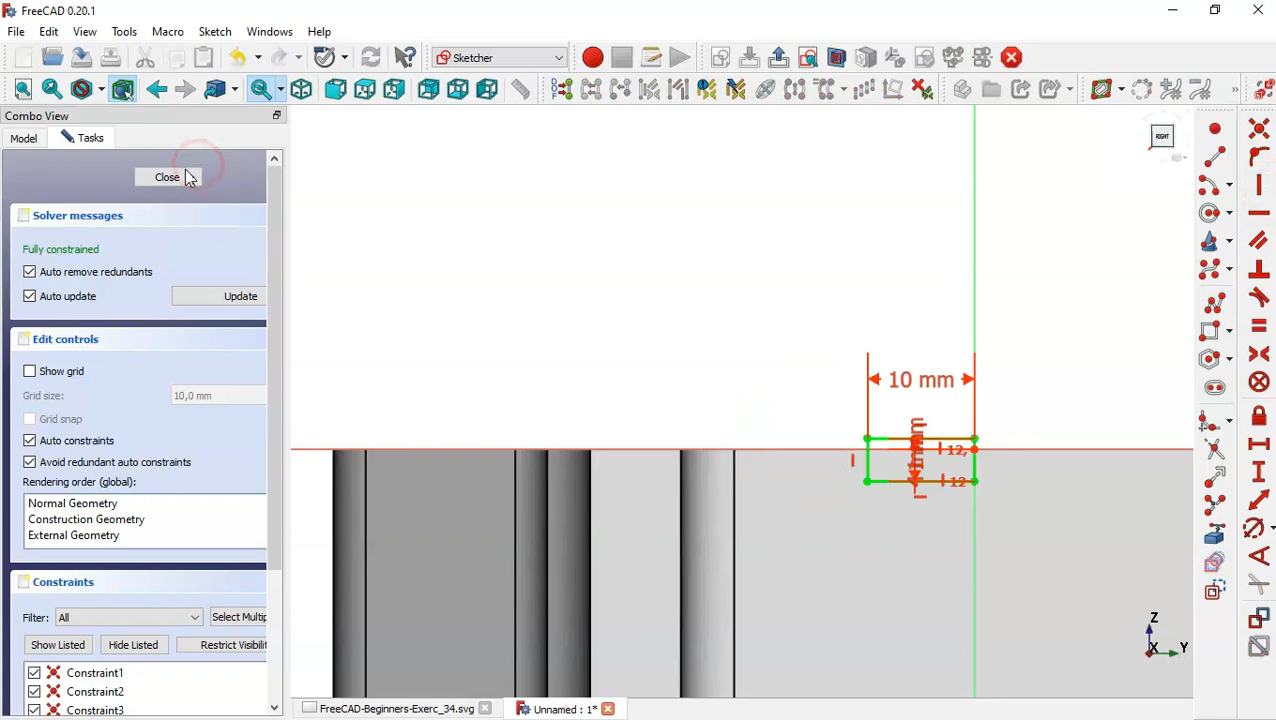 FreeCAD 0.20.1
File Edit View Tools Macro Sketch Windows Help
Sketcher
Combo View
Model Tasks
Close
Solver messages
Fully constrained
Auto remove redundants
Auto update Update
Edit controls
Show grid
Grid size: 10,0 mm
Grid snap
Auto constraints
Avoid redundant auto constraints
Rendering order (global):
Normal Geometry
Construction Geometry
External Geometry
Constraints
Filter: All Select Multip
Show Listed Hide Listed Restrict Visibili
Constraint1
Constraint2
Constraint3
RIGHT
10 mm
12,
12
Z
X Y
FreeCAD-Beginners-Exerc_34.svg Unnamed : 1*